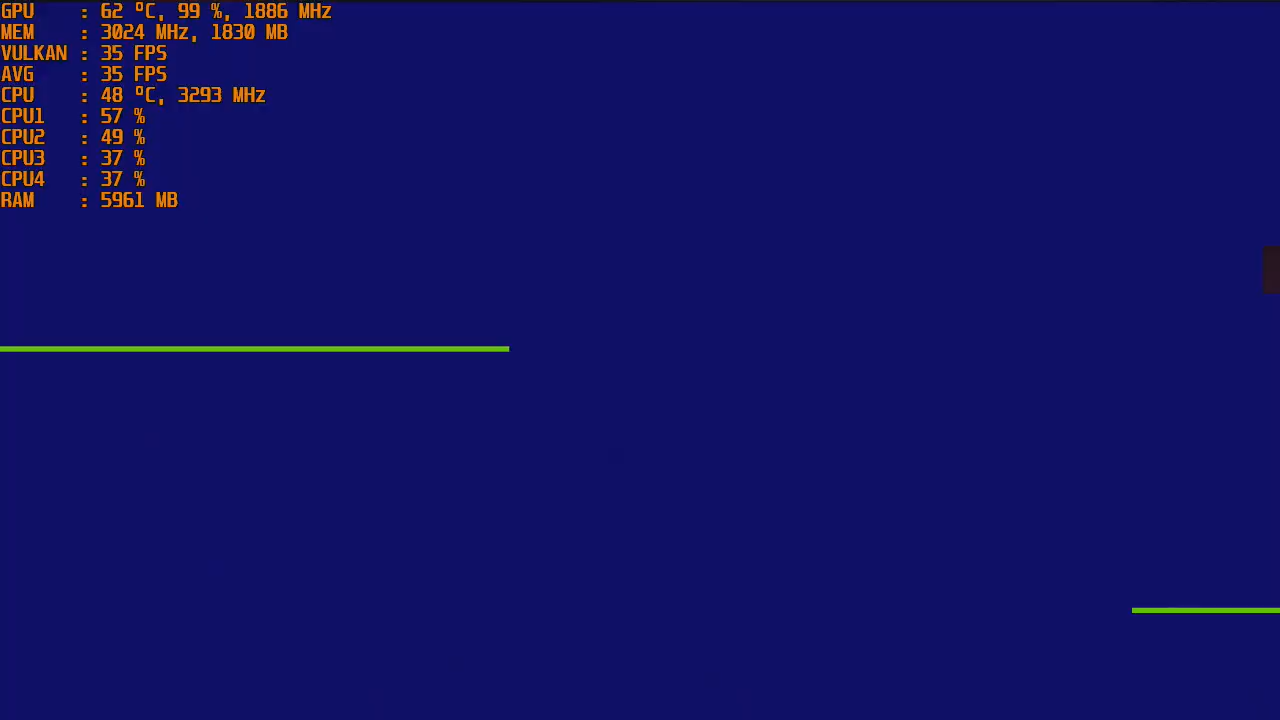 GPU : 62 °C, 99 %, 1886 MHz
MEM : 3024 MHz, 1830 MB
VULKAN : 35 FPS
AVG : 35 FPS
CPU : 48 °C, 3293 MHz
CPU1 : 57 %
CPU2 : 49 %
CPU3 : 37 %
CPU4 : 37 %
RAM : 5961 MB